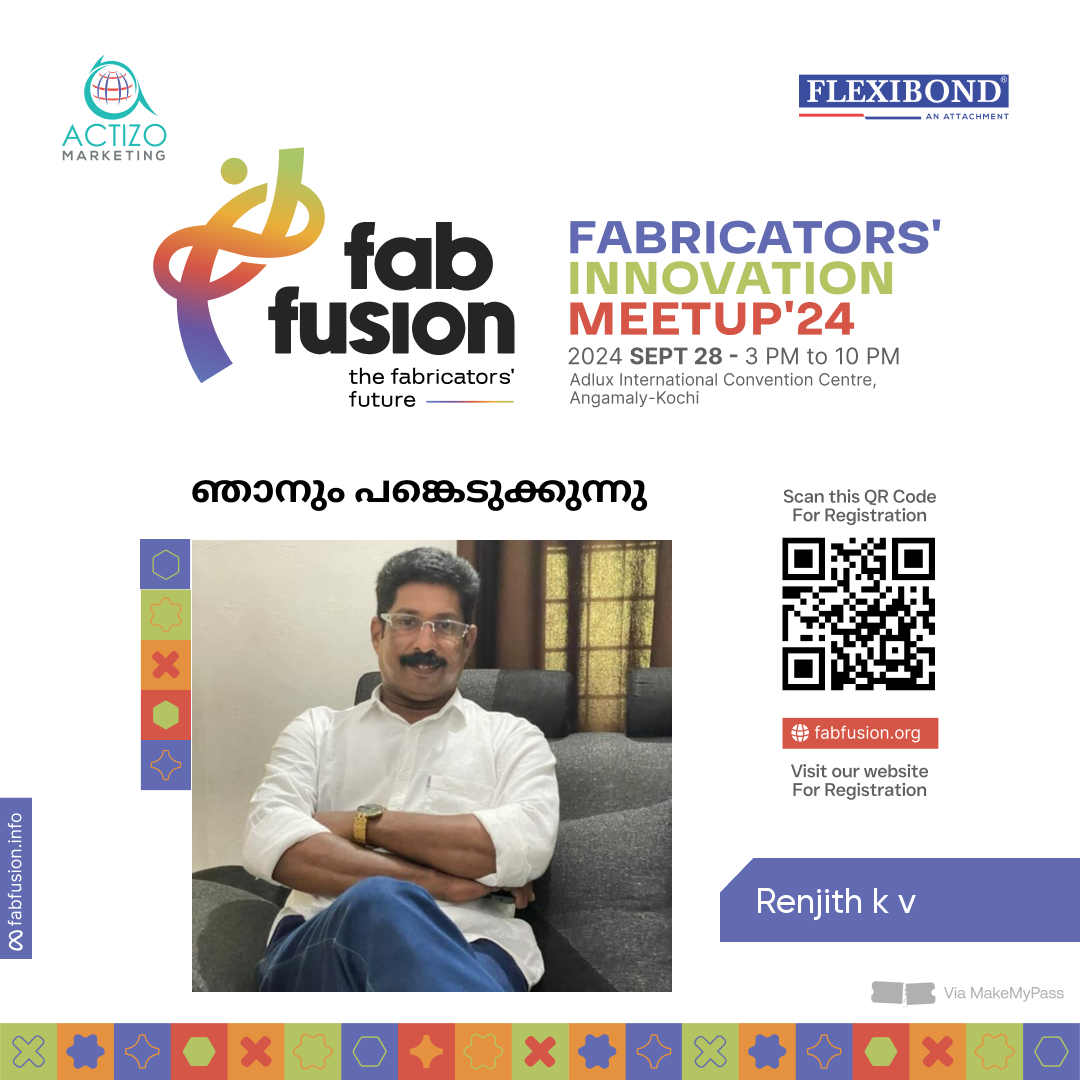 ACTIZO
MARKETING
FLEXIBOND®
AN ATTACHMENT
fab
fusion
the fabricators'
future
FABRICATORS'
INNOVATION
MEETUP'24
2024 SEPT 28 - 3 PM to 10 PM
Adlux International Convention Centre,
Angamaly-Kochi
ഞാനും പങ്കെടുക്കുന്നു
Scan this QR Code
For Registration
fabfusion.org
Visit our website
For Registration
fabfusion.info
Renjith k v
Via MakeMyPass